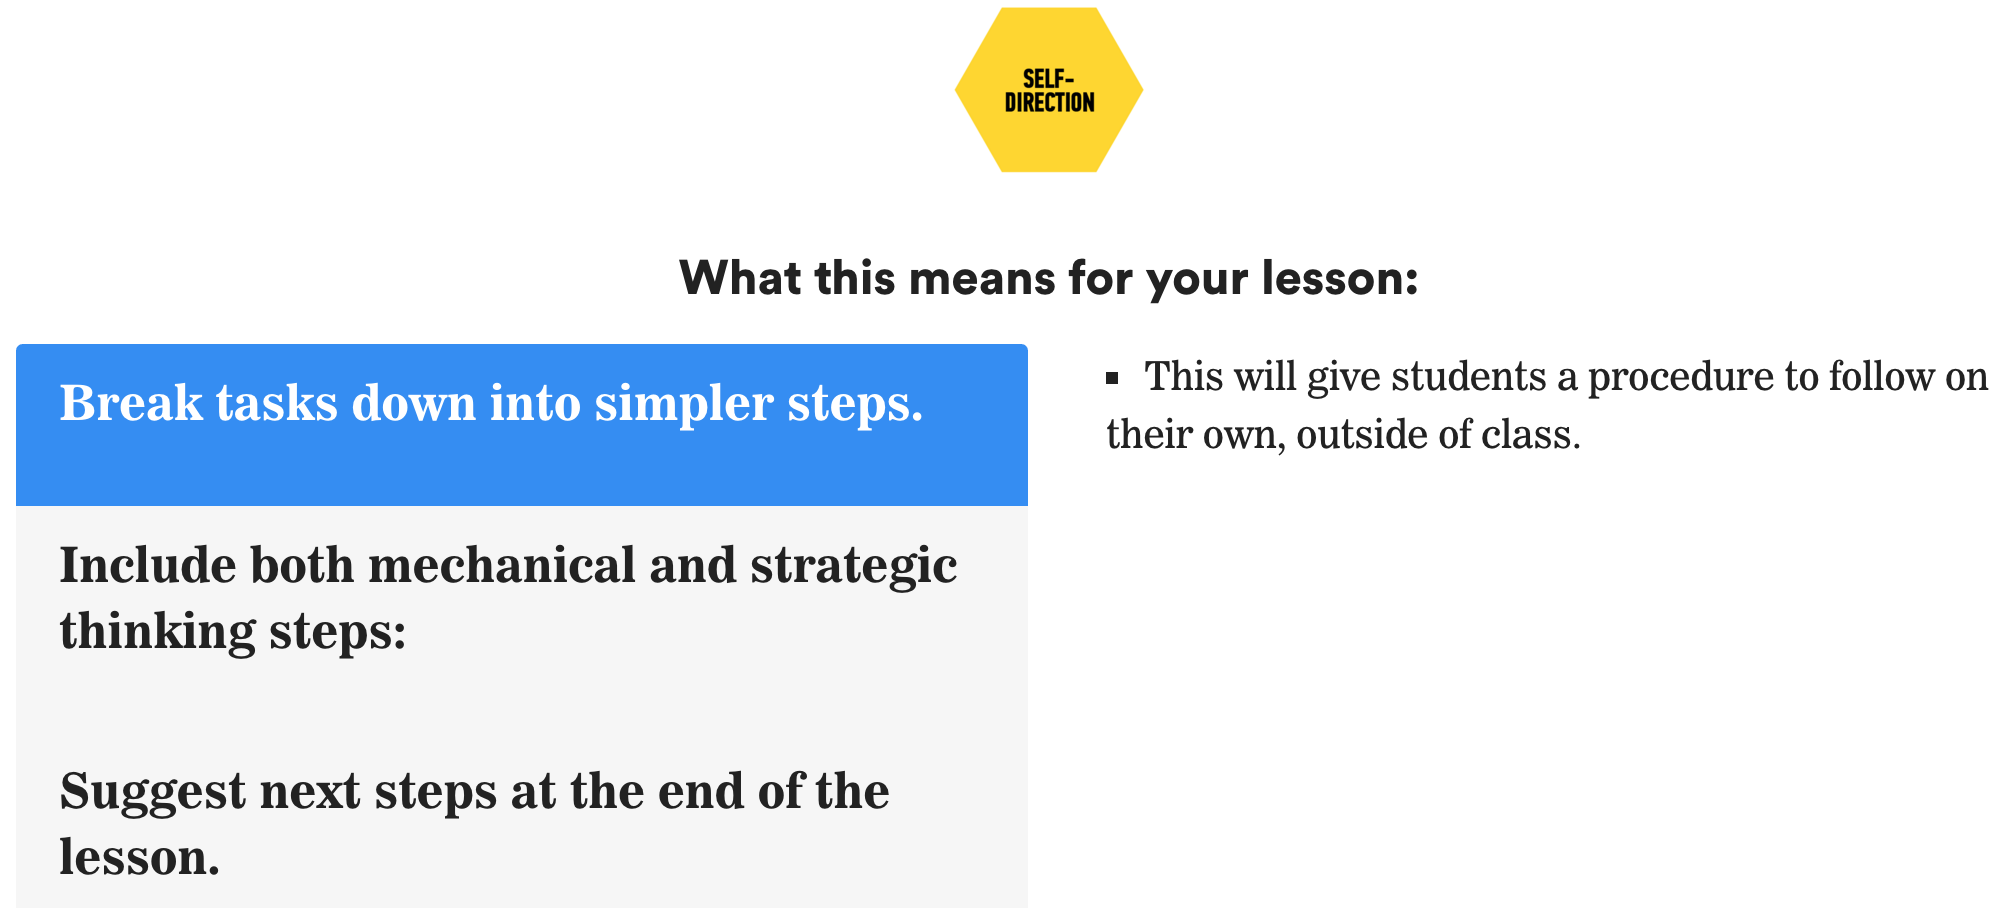 SELF-
DIRECTION
What this means for your lesson:
Break tasks down into simpler steps.
Include both mechanical and strategic
thinking steps:
Suggest next steps at the end of the
lesson.
▪ This will give students a procedure to follow on
their own, outside of class.